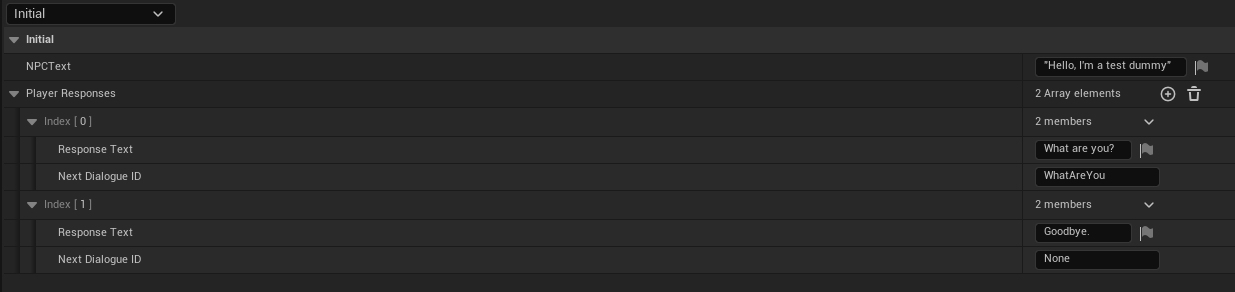 Initial
Initial
NPCText "Hello, I'm a test dummy"
Player Responses 2 Array elements
Index [ 0 ] 2 members
Response Text What are you?
Next Dialogue ID WhatAreYou
Index [ 1 ] 2 members
Response Text Goodbye.
Next Dialogue ID None